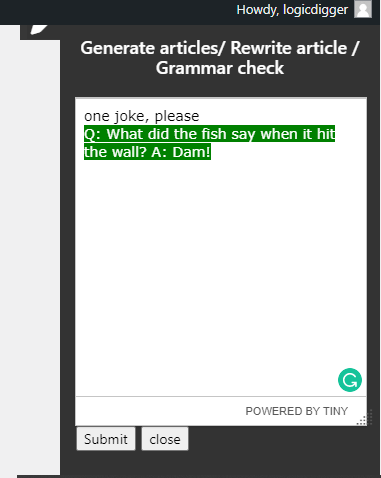 Howdy, logicdigger
Generate articles/ Rewrite article /
Grammar check
one joke, please
Q: What did the fish say when it hit
the wall? A: Dam!
POWERED BY TINY
Submit close